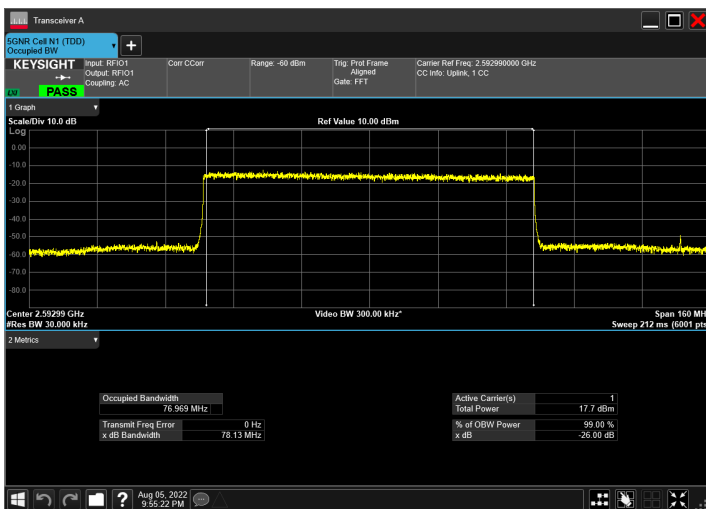 Transceiver A
5GNR Cell N1 (TDD)
Occupied BW
KEYSIGHT
PASS
Input: RFIO1
Output: RFIO1
Coupling: AC
Corr CCorr
Range: -60 dBm
Trig: Prot Frame
Aligned
Gate: FFT
Carrier Ref Freq: 2.592990000 GHz
CC Info: Uplink, 1 CC
1 Graph
Scale/Div 10.0 dB
Ref Value 10.00 dBm
Log
0.00
-10.0
-20.0
-30.0
-40.0
-50.0
-60.0
-70.0
-80.0
Center 2.59299 GHz
Video BW 300.00 kHz*
Span 160 MH
#Res BW 30.000 kHz
Sweep 212 ms (6001 pts
2 Metrics
Occupied Bandwidth
76.969 MHz
Transmit Freq Error 0 Hz
x dB Bandwidth 78.13 MHz
Active Carrier(s) 1
Total Power 17.7 dBm
% of OBW Power 99.00 %
x dB -26.00 dB
Aug 05, 2022
9:55:22 PM